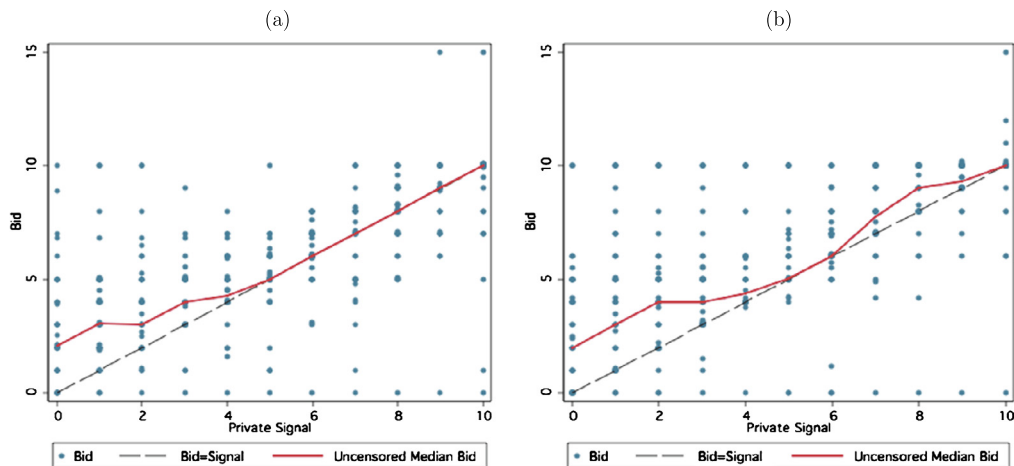 (a)
15
10
5
0
Bid
0 2 4 6 8 10
Private Signal
Bid Bid=Signal Uncensored Median Bid
(b)
15
10
5
0
Bid
0 2 4 6 8 10
Private Signal
Bid Bid=Signal Uncensored Median Bid